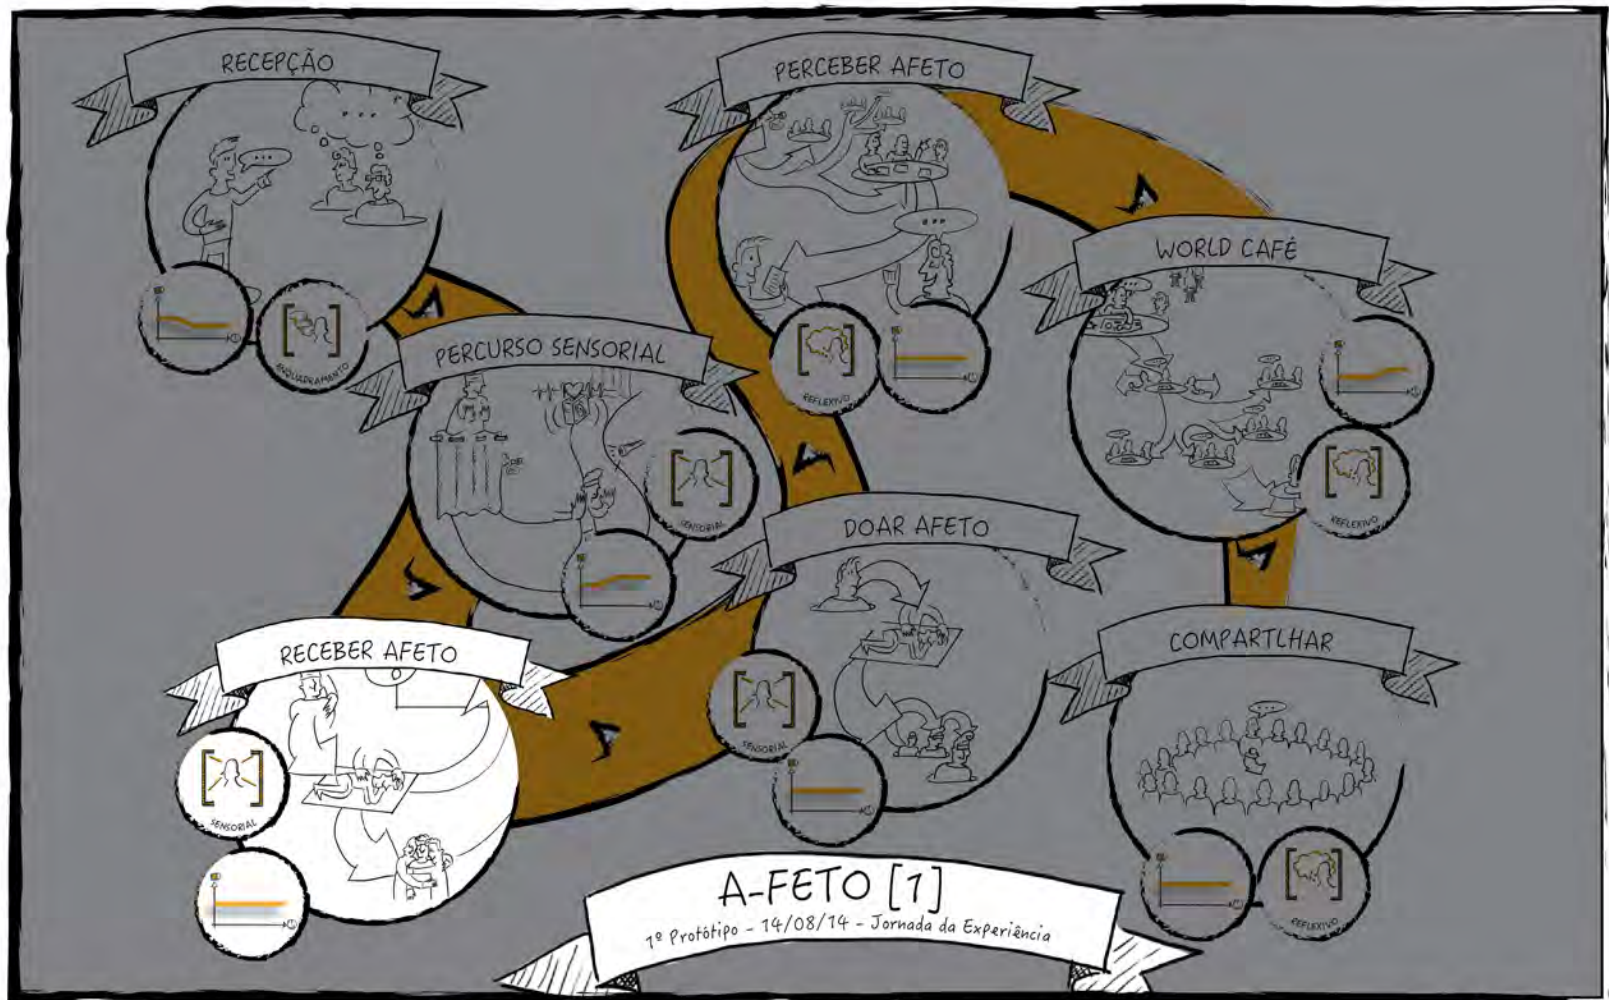 RECEPÇÃO
ENQUADRAMENTO
PERCURSO SENSORIAL
SENSORIAL
RECEBER AFETO
SENSORIAL
DOAR AFETO
SENSORIAL
PERCEBER AFETO
REFLEXIVO
WORLD CAFÉ
REFLEXIVO
COMPARTLHAR
REFLEXIVO
A-FETO [1]
1º Protótipo - 14/08/14 - Jornada da Experiência